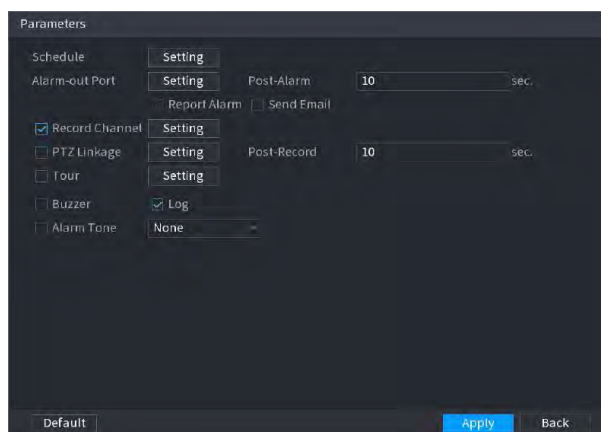 Parameters
Schedule Setting
Alarm-out Port Setting Post-Alarm 10 sec.
Report Alarm Send Email
Record Channel Setting
PTZ Linkage Setting Post-Record 10 sec.
Tour Setting
Buzzer Log
Alarm Tone None
Default Apply Back